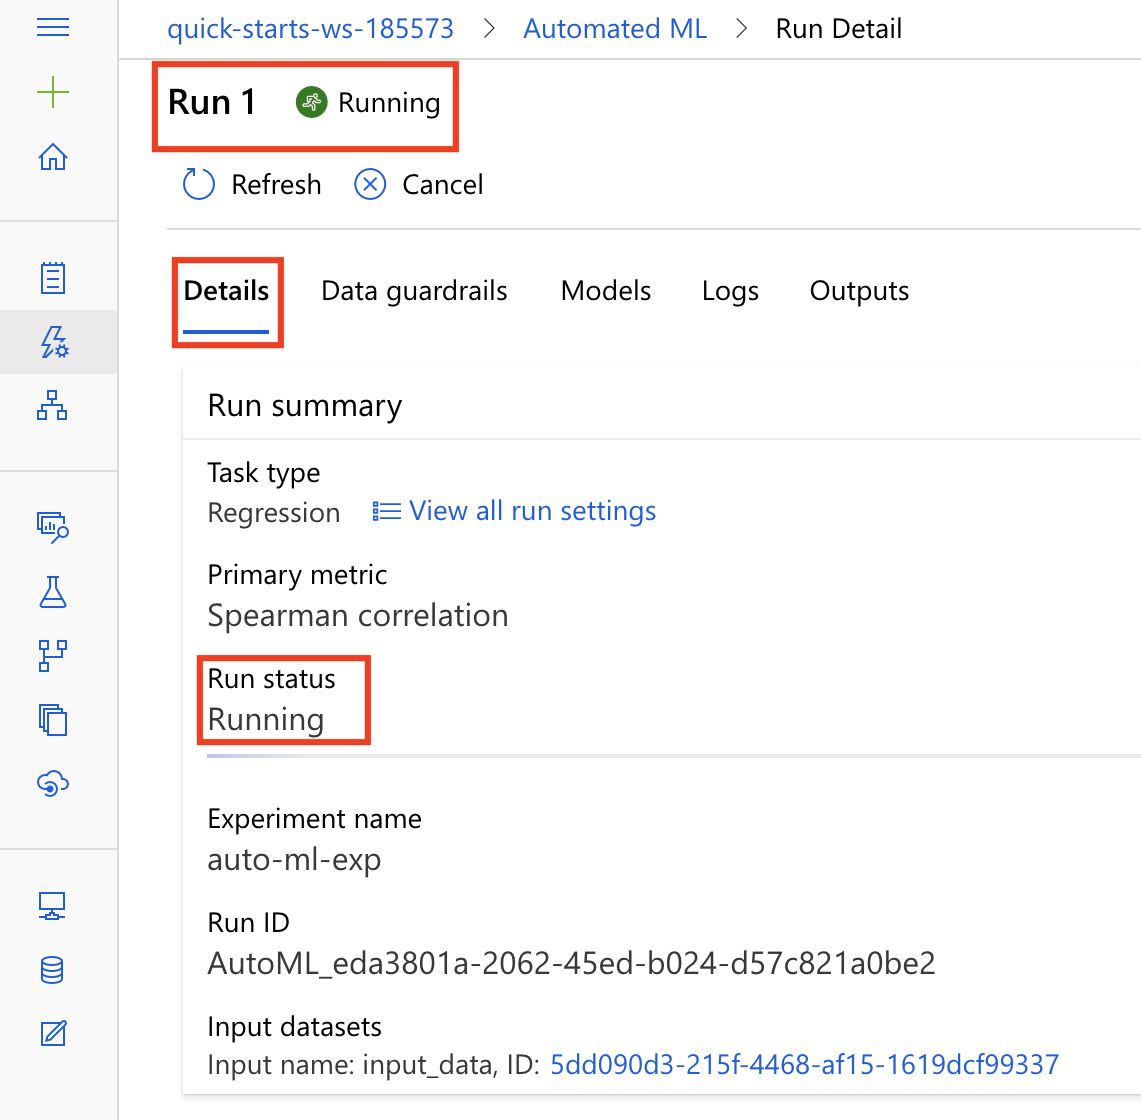 quick-starts-ws-185573 > Automated ML > Run Detail
Run 1 Running
Refresh Cancel
Details Data guardrails Models Logs Outputs
Run summary
Task type
Regression View all run settings
Primary metric
Spearman correlation
Run status
Running
Experiment name
auto-ml-exp
Run ID
AutoML_eda3801a-2062-45ed-b024-d57c821a0be2
Input datasets
Input name: input_data, ID: 5dd090d3-215f-4468-af15-1619dcf99337